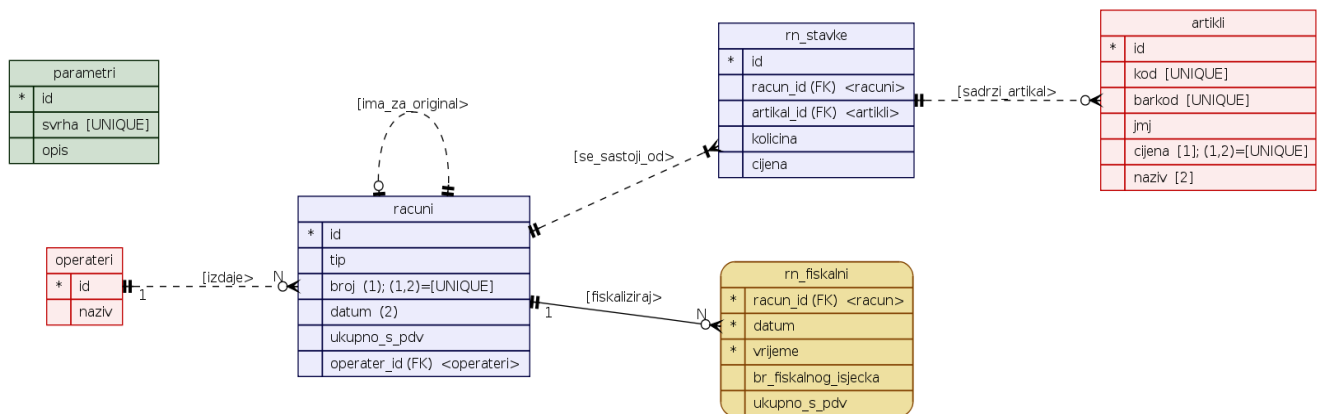 parametri
* id
svrha [UNIQUE]
opis
operateri
* id
naziv
[izdaje>
1
N
[ima_za_original>
racuni
* id
tip
broj (1); (1,2)=[UNIQUE]
datum (2)
ukupno_s_pdv
operater_id (FK) <operateri>
[se_sastoji_od>
[fiskaliziraj>
1
N
rn_stavke
* id
racun_id (FK) <racuni>
artikal_id (FK) <artikli>
kolicina
cijena
[sadrzi_artikal>
rn_fiskalni
* racun_id (FK) <racun>
* datum
* vrijeme
br_fiskalnog_isjecka
ukupno_s_pdv
artikli
* id
kod [UNIQUE]
barkod [UNIQUE]
jmj
cijena [1]; (1,2)=[UNIQUE]
naziv [2]